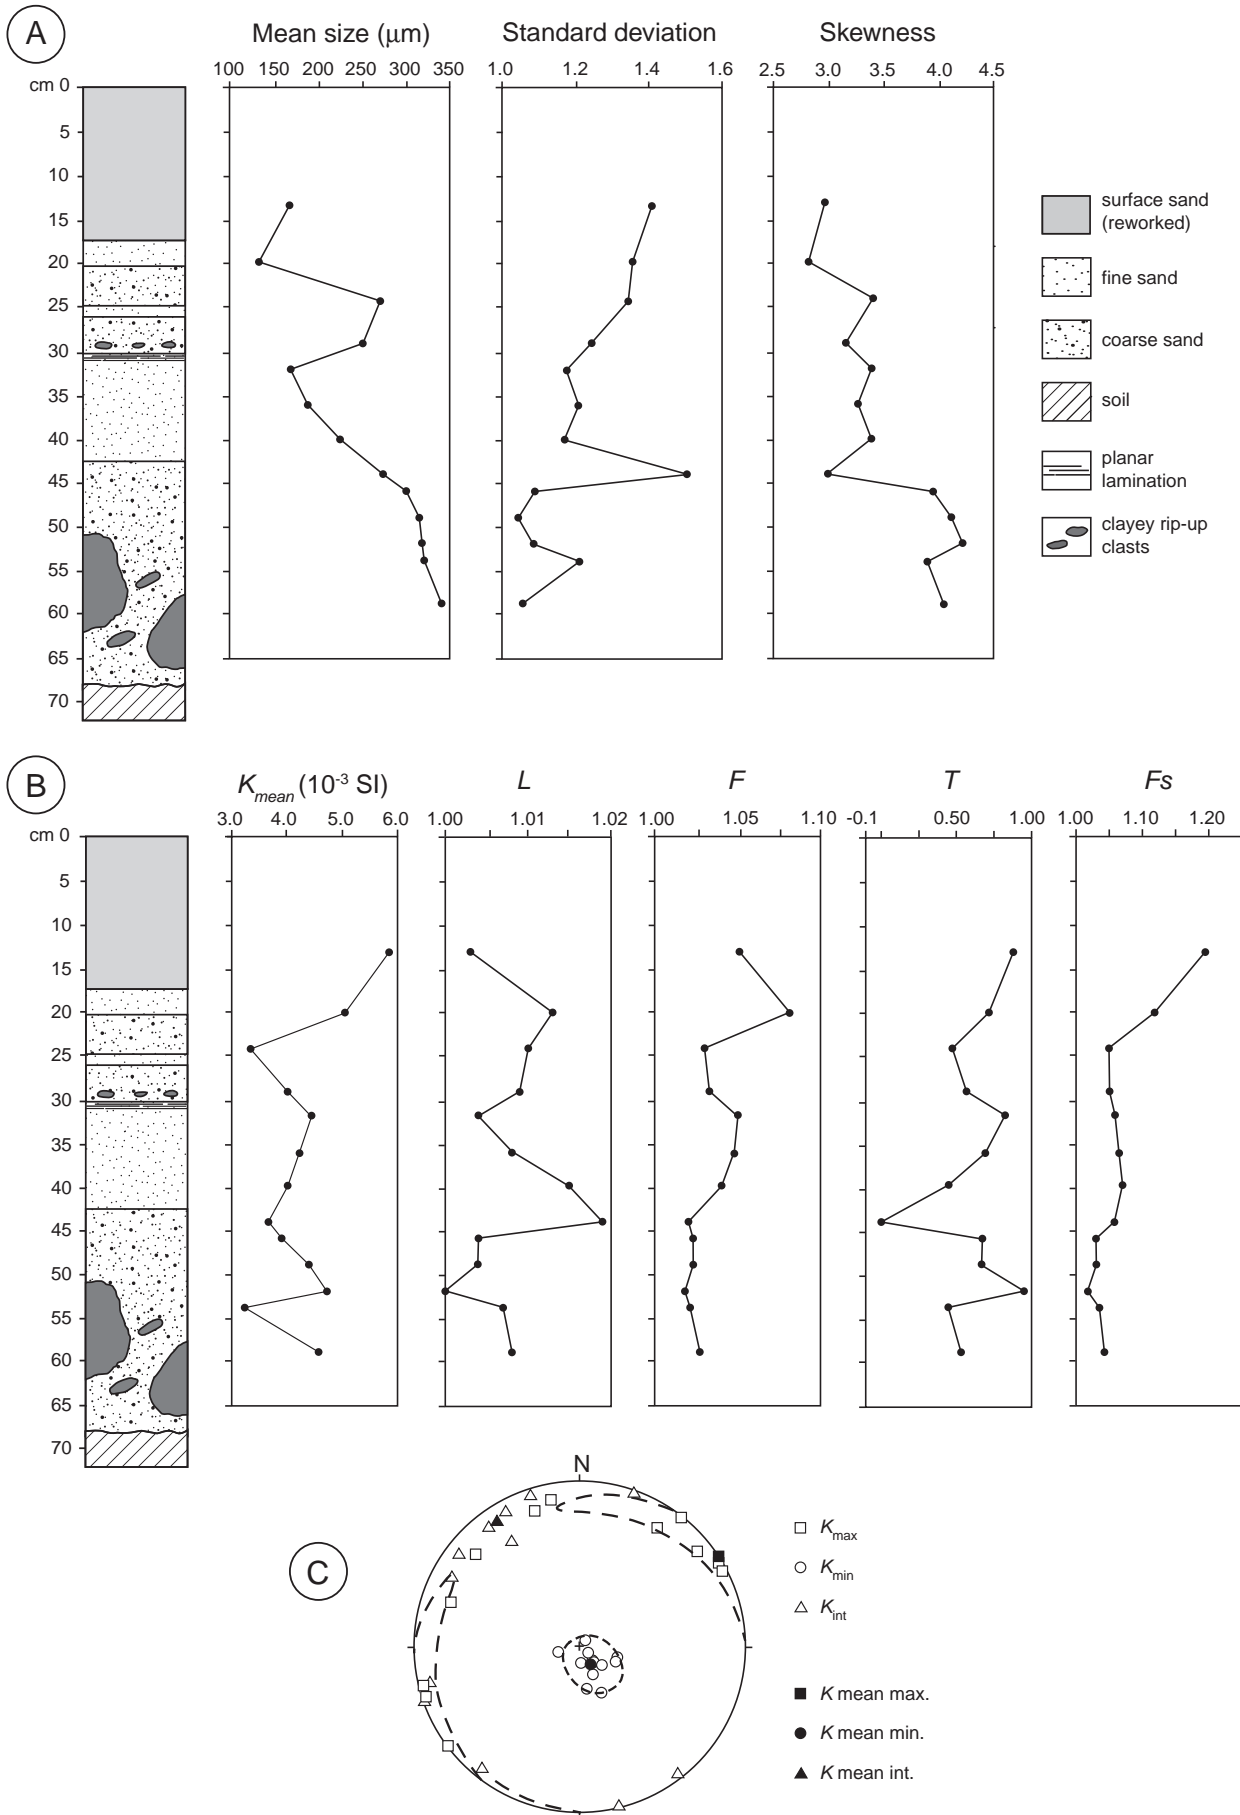 A
Mean size (μm)
Standard deviation
Skewness
100 150 200 250 300 350
1.0 1.2 1.4 1.6
2.5 3.0 3.5 4.0 4.5
cm 0
5
10
15
20
25
30
35
40
45
50
55
60
65
70
surface sand
(reworked)
fine sand
coarse sand
soil
planar
lamination
clayey rip-up
clasts
B
Kmean (10-3 SI)
L
F
T
Fs
3.0 4.0 5.0 6.0
1.00 1.01 1.02
1.00 1.05 1.10
-0.1 0.50 1.00
1.00 1.10 1.20
cm 0
5
10
15
20
25
30
35
40
45
50
55
60
65
70
C
N
Kmax
Kmin
Kint
K mean max.
K mean min.
K mean int.